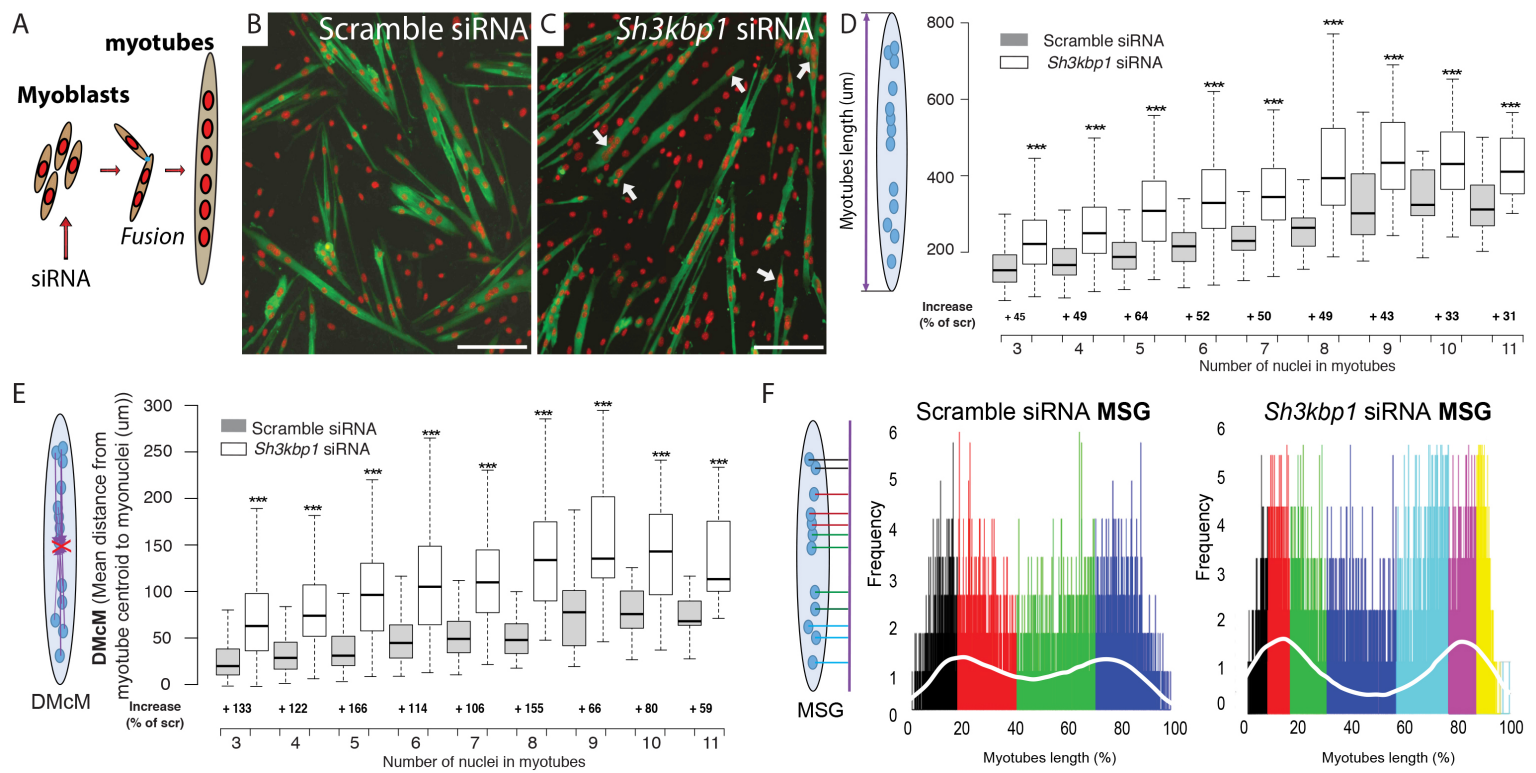 A
myotubes
Myoblasts
Fusion
siRNA
B
Scramble siRNA
C
Sh3kbp1 siRNA
D
Myotubes length (um)
800
600
400
200
Scramble siRNA
Sh3kbp1 siRNA
*** *** *** *** *** *** *** *** ***
Increase
(% of scr)
+ 45 + 49 + 64 + 52 + 50 + 49 + 43 + 33 + 31
3 4 5 6 7 8 9 10 11
Number of nuclei in myotubes
E
DMcM
DMcM (Mean distance from
myotube centroid to myonuclei (um))
300
250
200
150
100
50
0
Scramble siRNA
Sh3kbp1 siRNA
*** *** *** *** *** *** *** *** ***
Increase
(% of scr)
+ 133 + 122 + 166 + 114 + 106 + 155 + 66 + 80 + 59
3 4 5 6 7 8 9 10 11
Number of nuclei in myotubes
F
MSG
Scramble siRNA MSG
Frequency
6
5
4
3
2
1
0
0 20 40 60 80 100
Myotubes length (%)
Sh3kbp1 siRNA MSG
Frequency
6
5
4
3
2
1
0
0 20 40 60 80 100
Myotubes length (%)